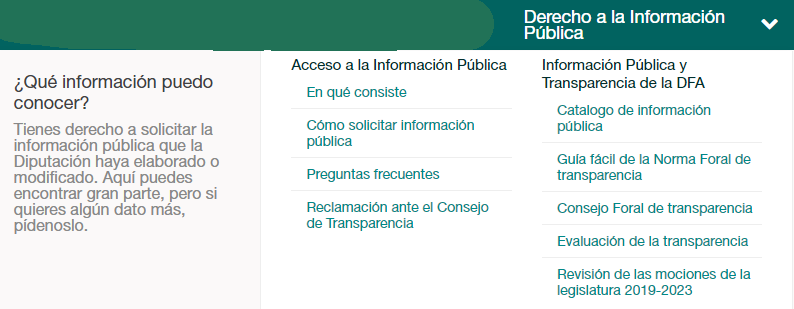 Derecho a la Información
Pública
¿Qué información puedo
conocer?
Tienes derecho a solicitar la
información pública que la
Diputación haya elaborado o
modificado. Aquí puedes
encontrar gran parte, pero si
quieres algún dato más,
pídenoslo.
Acceso a la Información Pública
En qué consiste
Cómo solicitar información
pública
Preguntas frecuentes
Reclamación ante el Consejo
de Transparencia
Información Pública y
Transparencia de la DFA
Catalogo de información
pública
Guía fácil de la Norma Foral de
transparencia
Consejo Foral de transparencia
Evaluación de la transparencia
Revisión de las mociones de la
legislatura 2019-2023